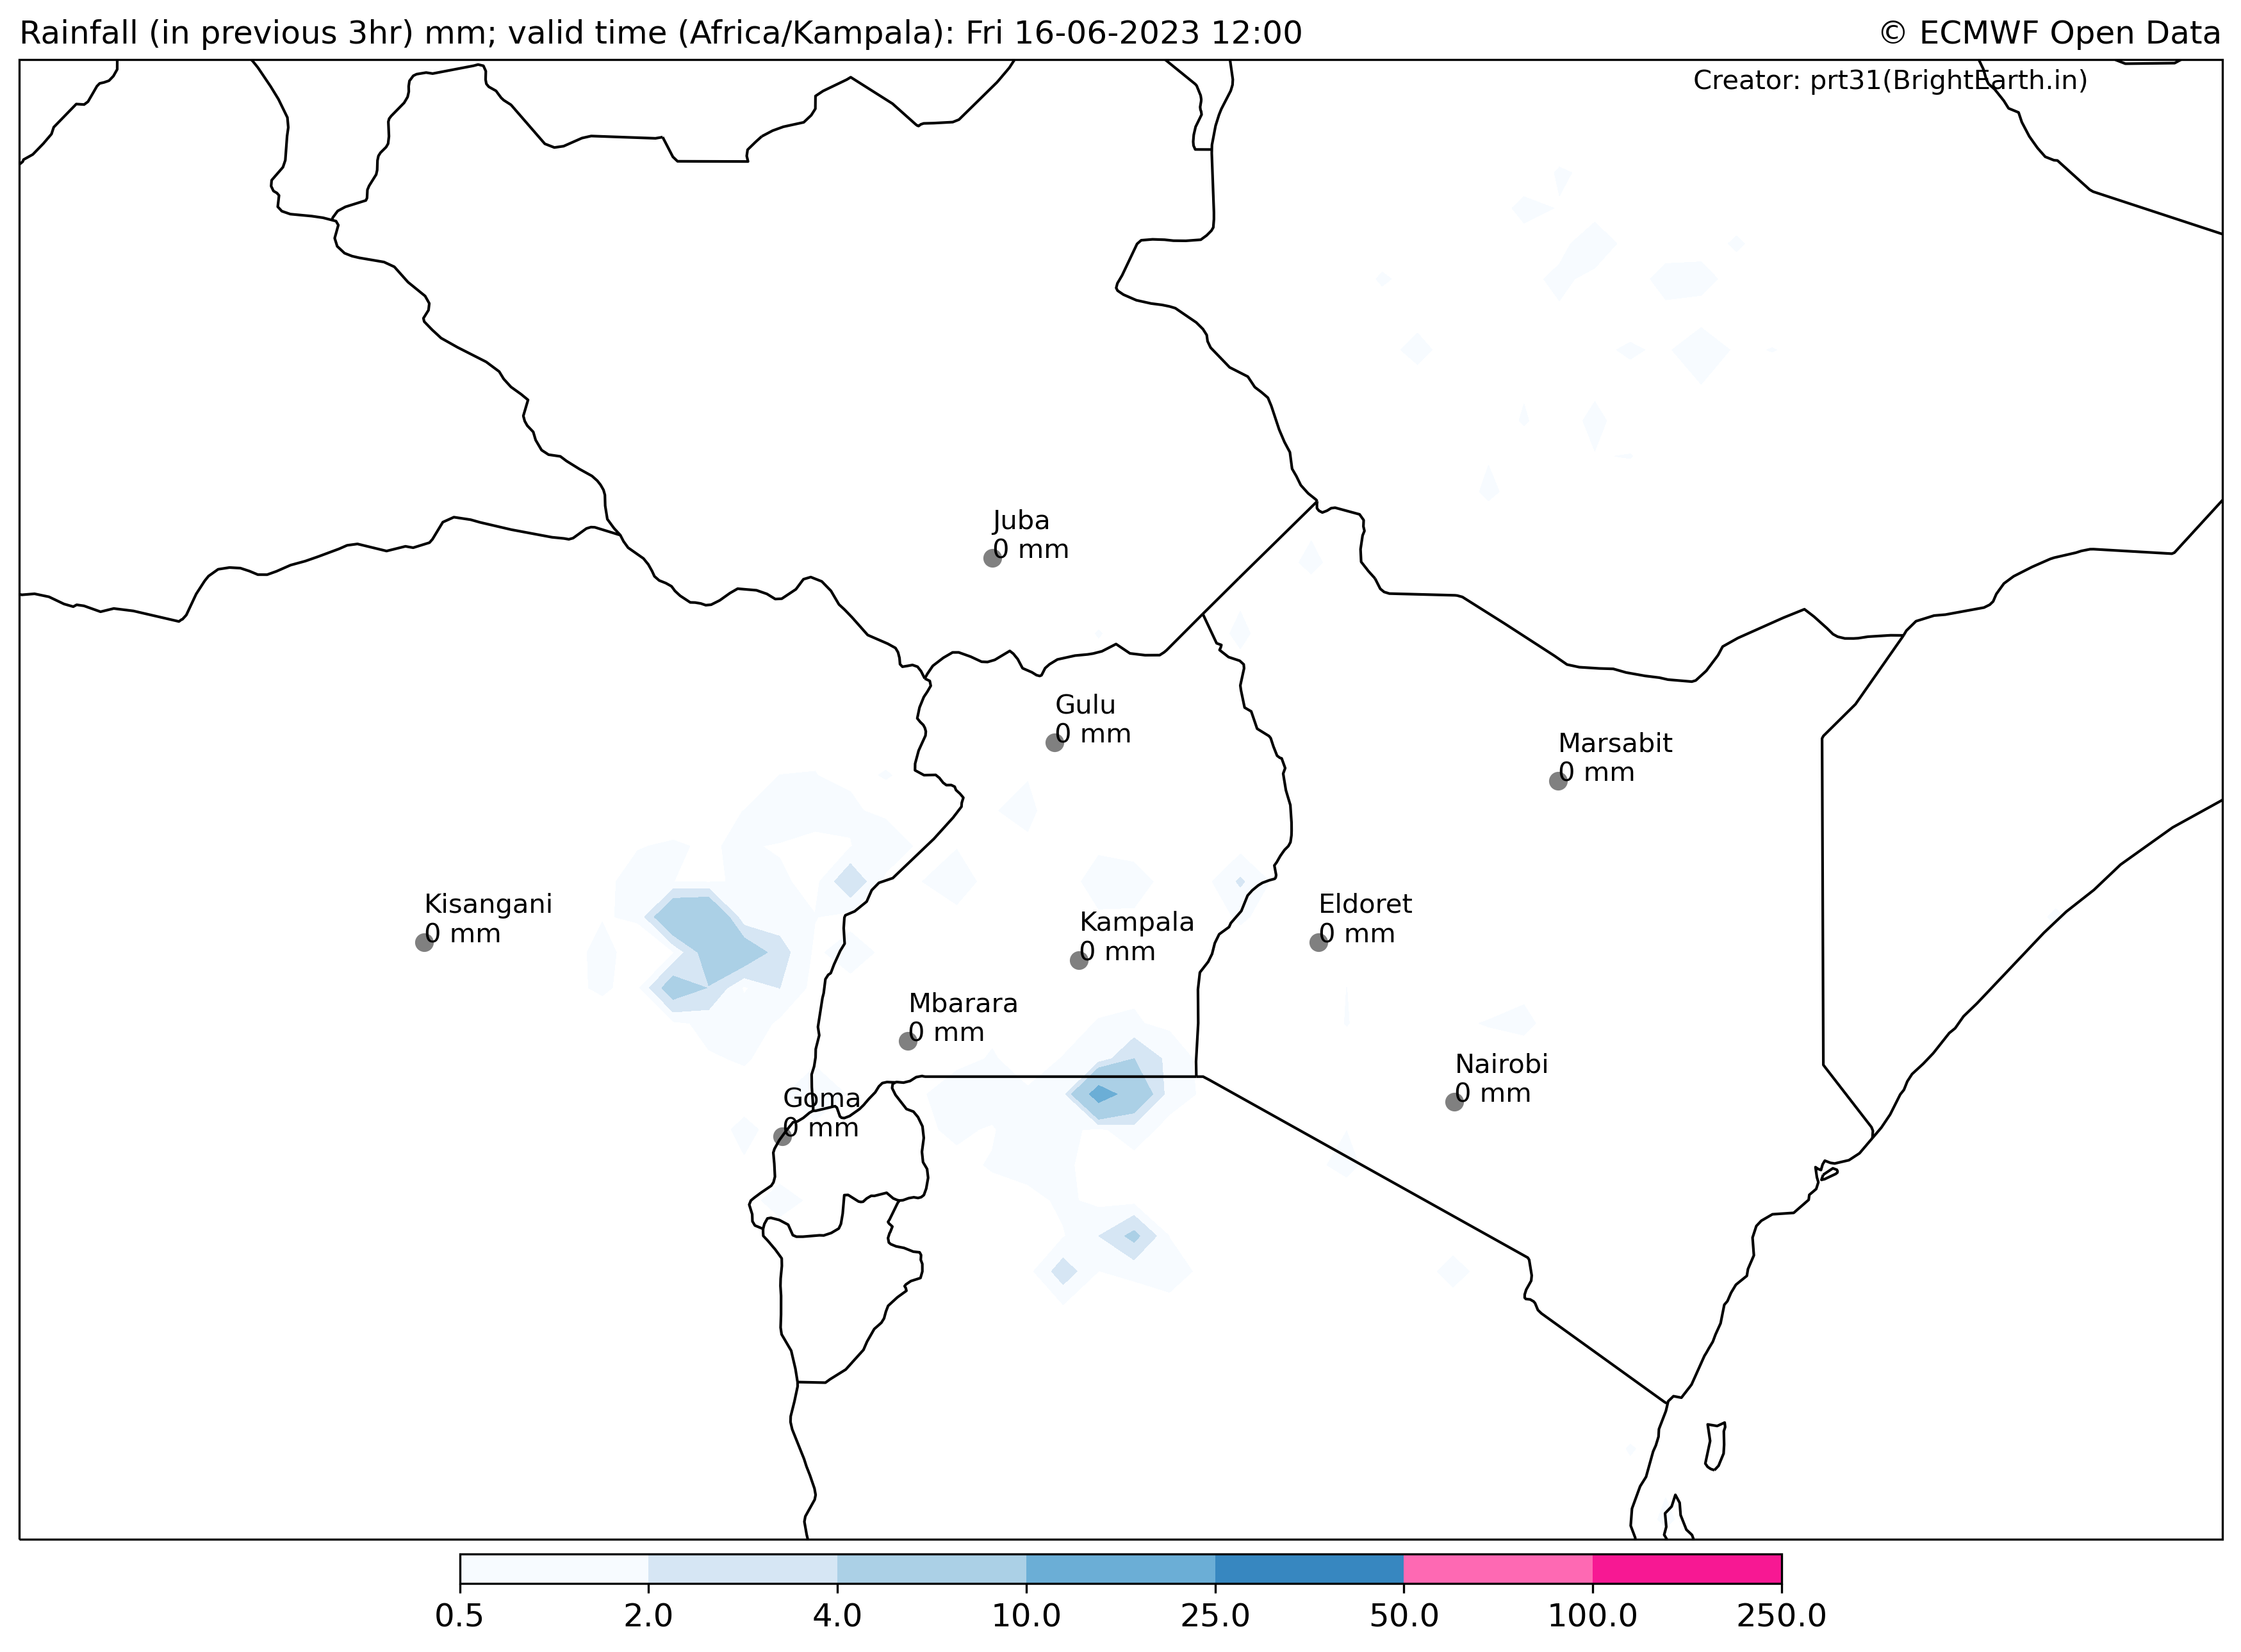 Rainfall (in previous 3hr) mm; valid time (Africa/Kampala): Fri 16-06-2023 12:00
© ECMWF Open Data
Creator: prt31(BrightEarth.in)
Juba
0 mm
Gulu
0 mm
Marsabit
0 mm
Kisangani
0 mm
Kampala
0 mm
Eldoret
0 mm
Mbarara
0 mm
Nairobi
0 mm
Goma
0 mm
0.5 2.0 4.0 10.0 25.0 50.0 100.0 250.0